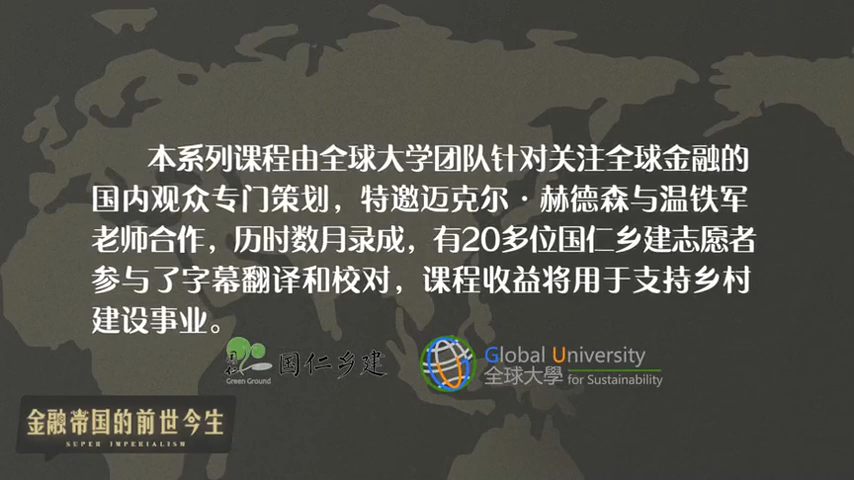 本系列课程由全球大学团队针对关注全球金融的
国内观众专门策划，特邀迈克尔·赫德森与温铁军
老师合作，历时数月录成，有20多位国仁乡建志愿者
参与了字幕翻译和校对，课程收益将用于支持乡村
建设事业。
国仁乡建
Green Ground
Global University
全球大學 for Sustainability
金融帝国的前世今生
SUPER IMPERIALISM